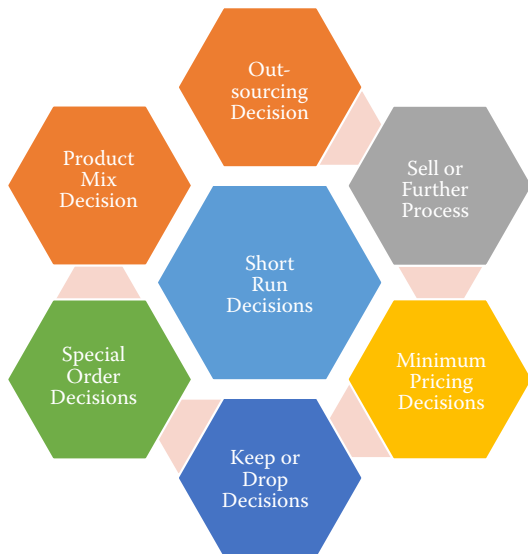 Out-
sourcing
Decision
Product
Mix
Decision
Sell or
Further
Process
Short
Run
Decisions
Special
Order
Decisions
Minimum
Pricing
Decisions
Keep or
Drop
Decisions